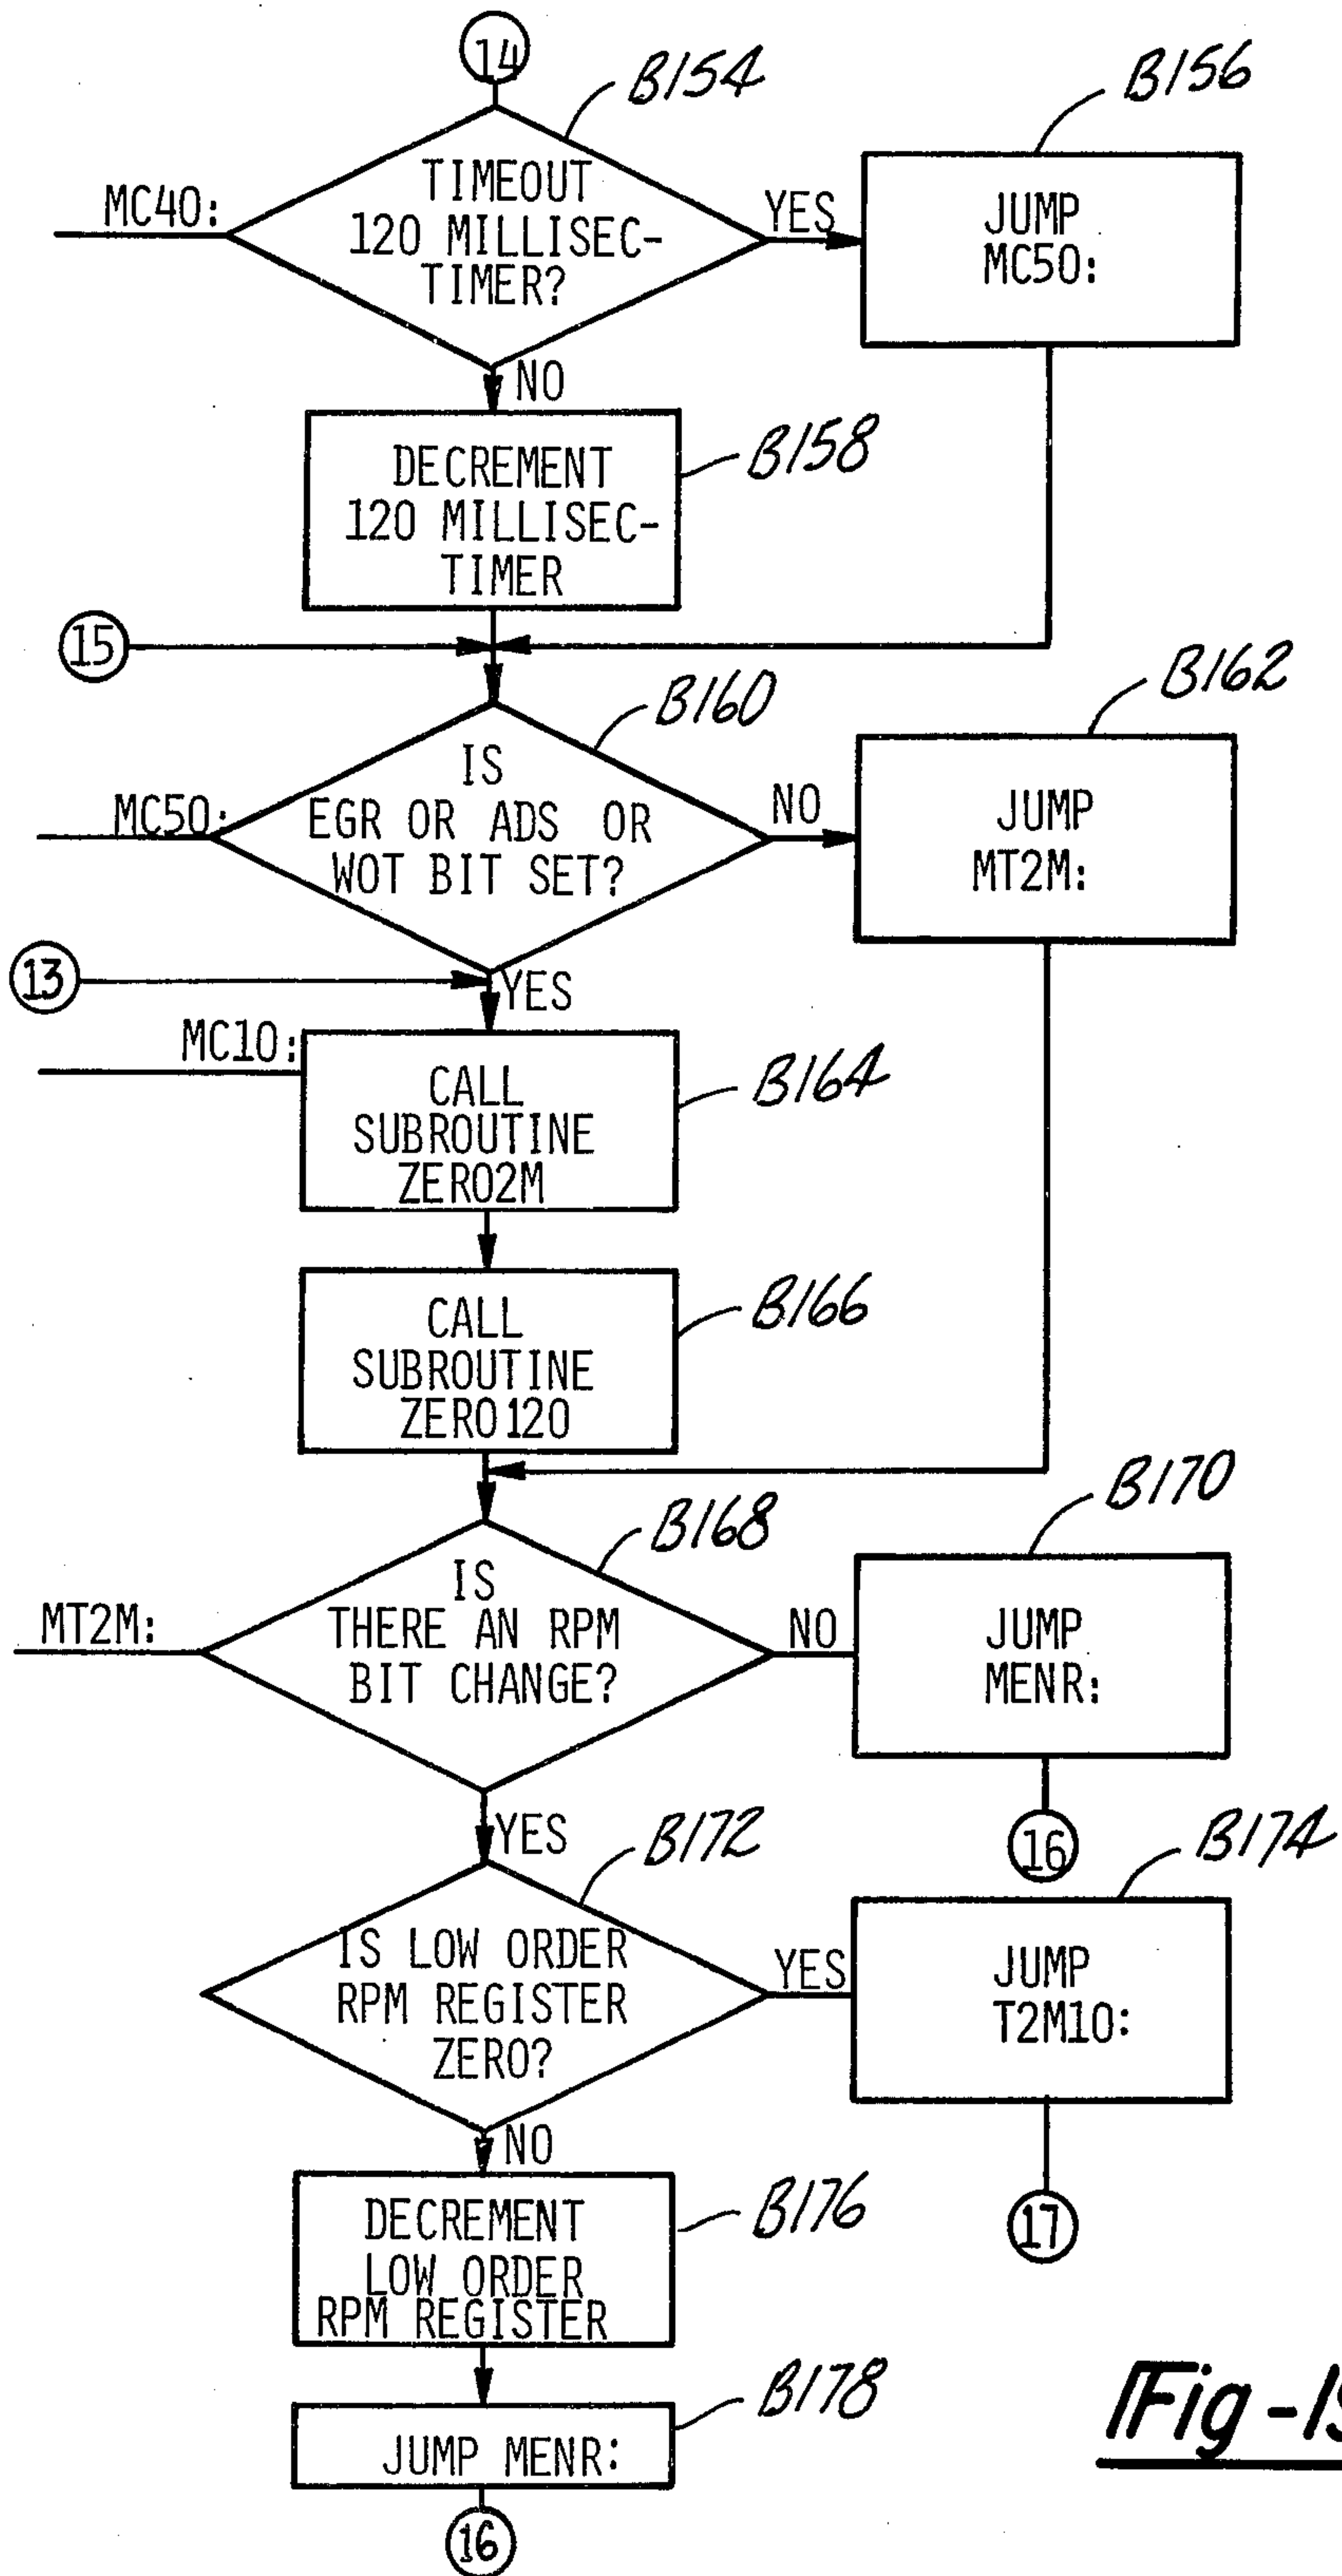 14
B154
B156
MC40:
TIMEOUT
120 MILLISEC-
TIMER?
YES
JUMP
MC50:
NO
DECREMENT
120 MILLISEC-
TIMER
B158
15
B160
B162
MC50:
IS
EGR OR ADS OR
WOT BIT SET?
NO
JUMP
MT2M:
13
YES
MC10:
CALL
SUBROUTINE
ZERO2M
B164
CALL
SUBROUTINE
ZERO120
B166
B168
B170
MT2M:
IS
THERE AN RPM
BIT CHANGE?
NO
JUMP
MENR:
16
YES
B172
B174
IS LOW ORDER
RPM REGISTER
ZERO?
YES
JUMP
T2M10:
17
NO
DECREMENT
LOW ORDER
RPM REGISTER
B176
JUMP MENR:
B178
16
Fig-19